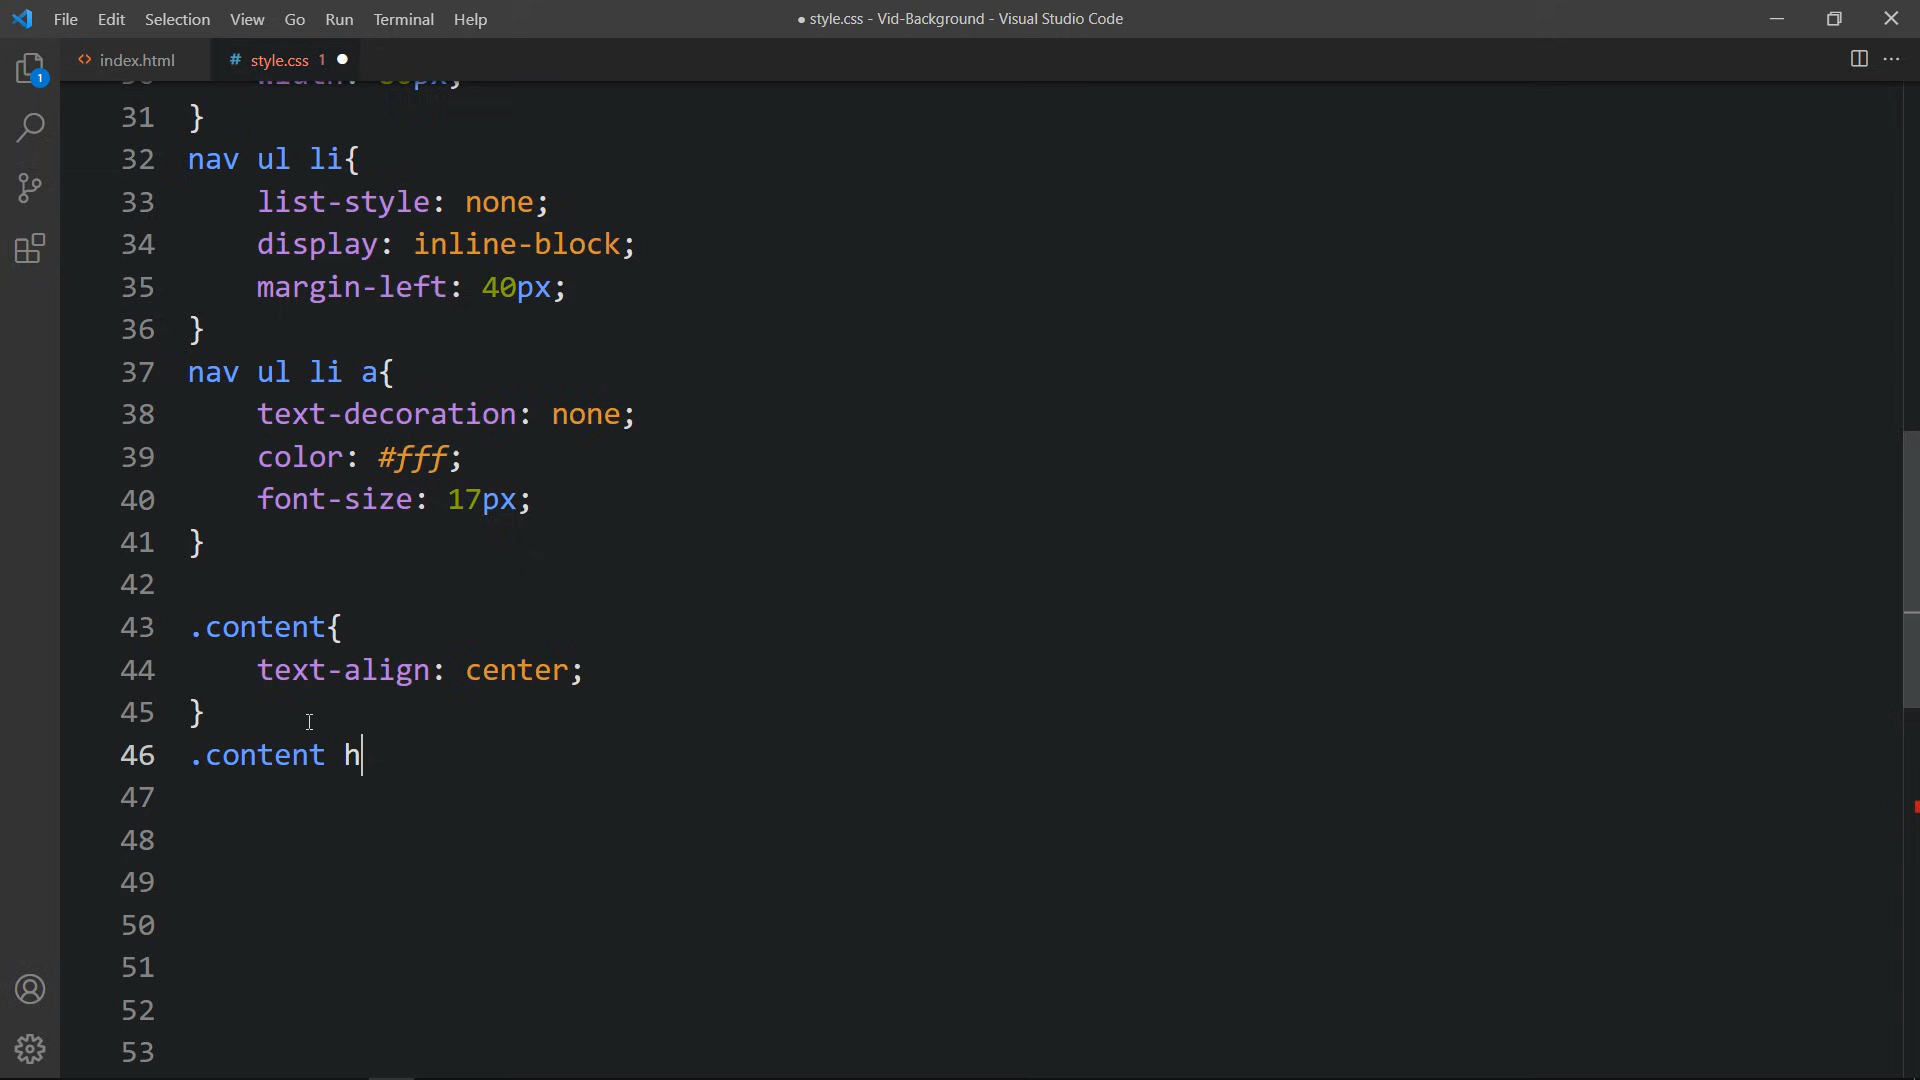 File Edit Selection View Go Run Terminal Help
● style.css - Vid-Background - Visual Studio Code
1
<> index.html
# style.css 1 ●
31 }
32 nav ul li{
33 list-style: none;
34 display: inline-block;
35 margin-left: 40px;
36 }
37 nav ul li a{
38 text-decoration: none;
39 color: #fff;
40 font-size: 17px;
41 }
42
43 .content{
44 text-align: center;
45 }
46 .content h
47
48
49
50
51
52
53